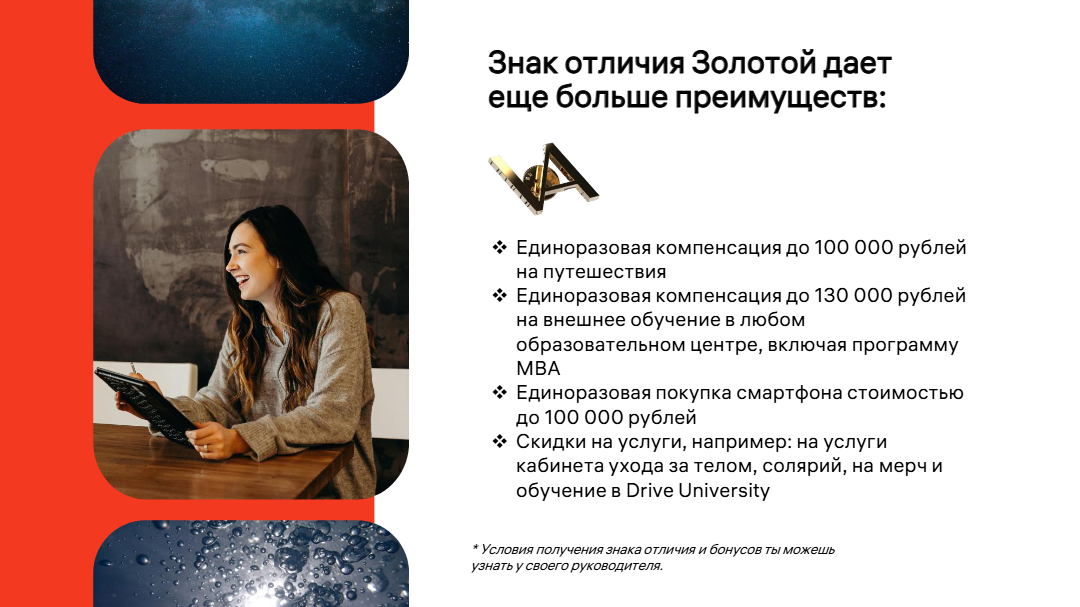 Знак отличия Золотой дает
еще больше преимуществ:
❖ Единоразовая компенсация до 100 000 рублей
на путешествия
❖ Единоразовая компенсация до 130 000 рублей
на внешнее обучение в любом
образовательном центре, включая программу
MBA
❖ Единоразовая покупка смартфона стоимостью
до 100 000 рублей
❖ Скидки на услуги, например: на услуги
кабинета ухода за телом, солярий, на мерч и
обучение в Drive University
* Условия получения знака отличия и бонусов ты можешь
узнать у своего руководителя.